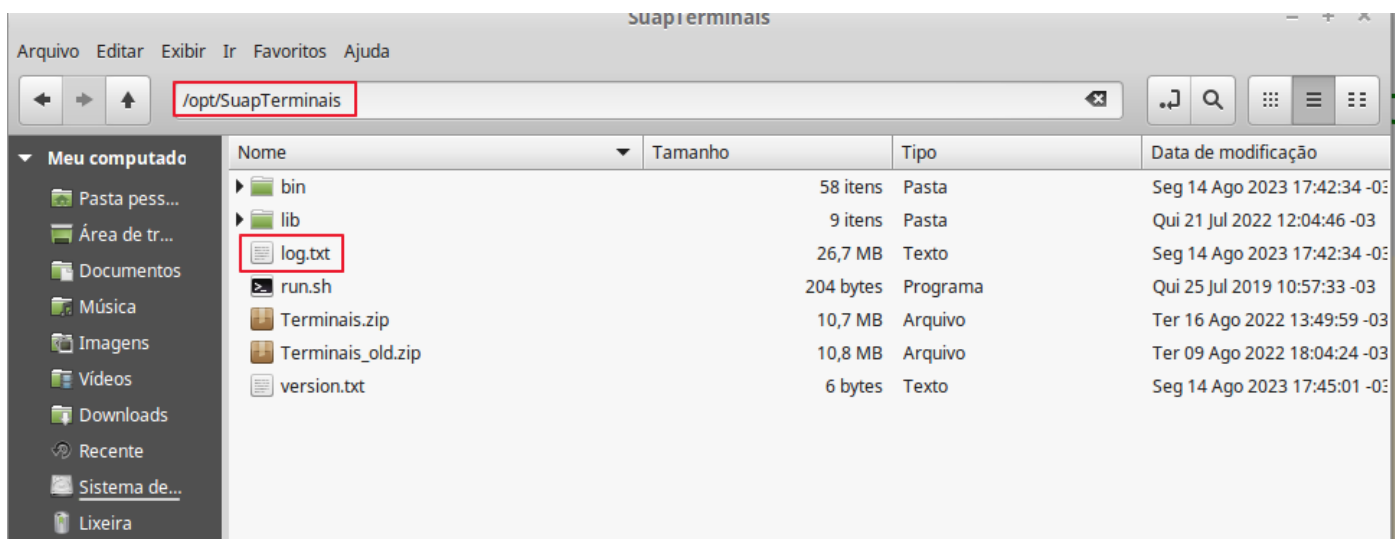 SuapTerminais
Arquivo Editar Exibir Ir Favoritos Ajuda
/opt/SuapTerminais
Meu computado
Pasta pess...
Área de tr...
Documentos
Música
Imagens
Vídeos
Downloads
Recente
Sistema de...
Lixeira
Nome Tamanho Tipo Data de modificação
bin 58 itens Pasta Seg 14 Ago 2023 17:42:34 -03
lib 9 itens Pasta Qui 21 Jul 2022 12:04:46 -03
log.txt 26,7 MB Texto Seg 14 Ago 2023 17:42:34 -03
run.sh 204 bytes Programa Qui 25 Jul 2019 10:57:33 -03
Terminais.zip 10,7 MB Arquivo Ter 16 Ago 2022 13:49:59 -03
Terminais_old.zip 10,8 MB Arquivo Ter 09 Ago 2022 18:04:24 -03
version.txt 6 bytes Texto Seg 14 Ago 2023 17:45:01 -03